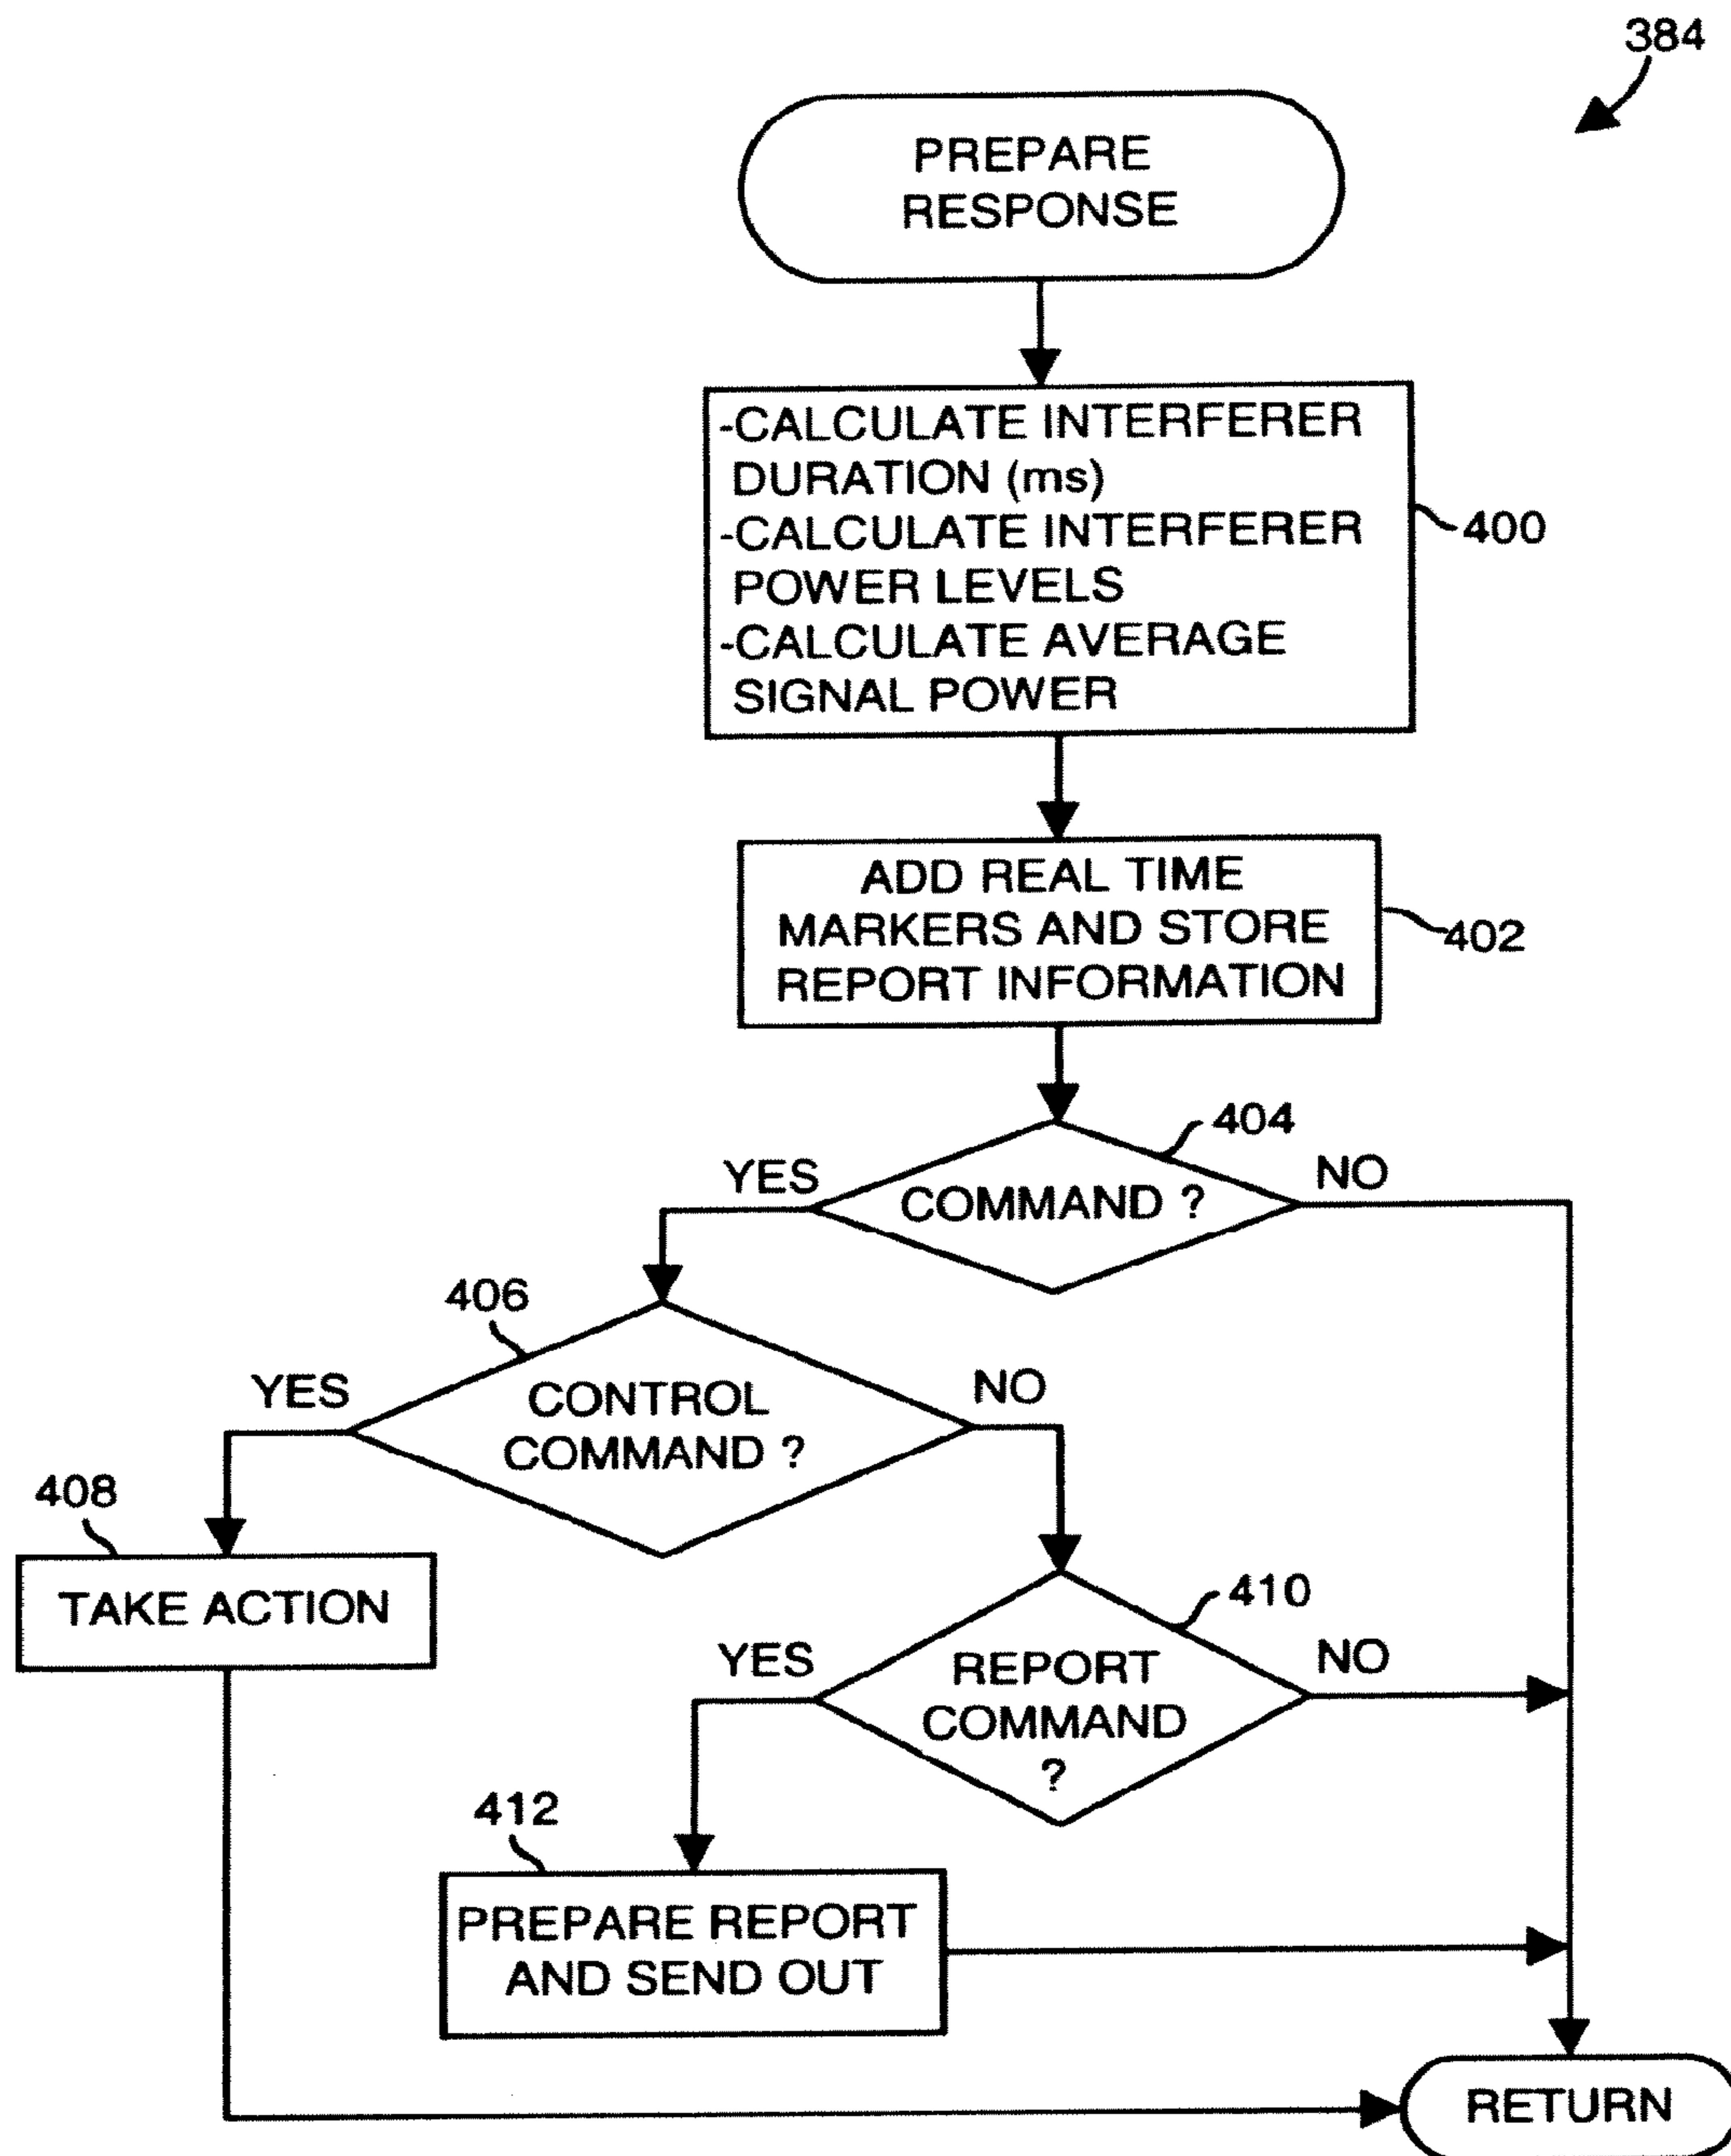 384
PREPARE
RESPONSE
-CALCULATE INTERFERER
DURATION (ms)
-CALCULATE INTERFERER
POWER LEVELS
-CALCULATE AVERAGE
SIGNAL POWER
400
ADD REAL TIME
MARKERS AND STORE
REPORT INFORMATION
402
404
YES
COMMAND ?
NO
406
YES
CONTROL
COMMAND ?
NO
408
TAKE ACTION
410
YES
REPORT
COMMAND
?
NO
412
PREPARE REPORT
AND SEND OUT
RETURN